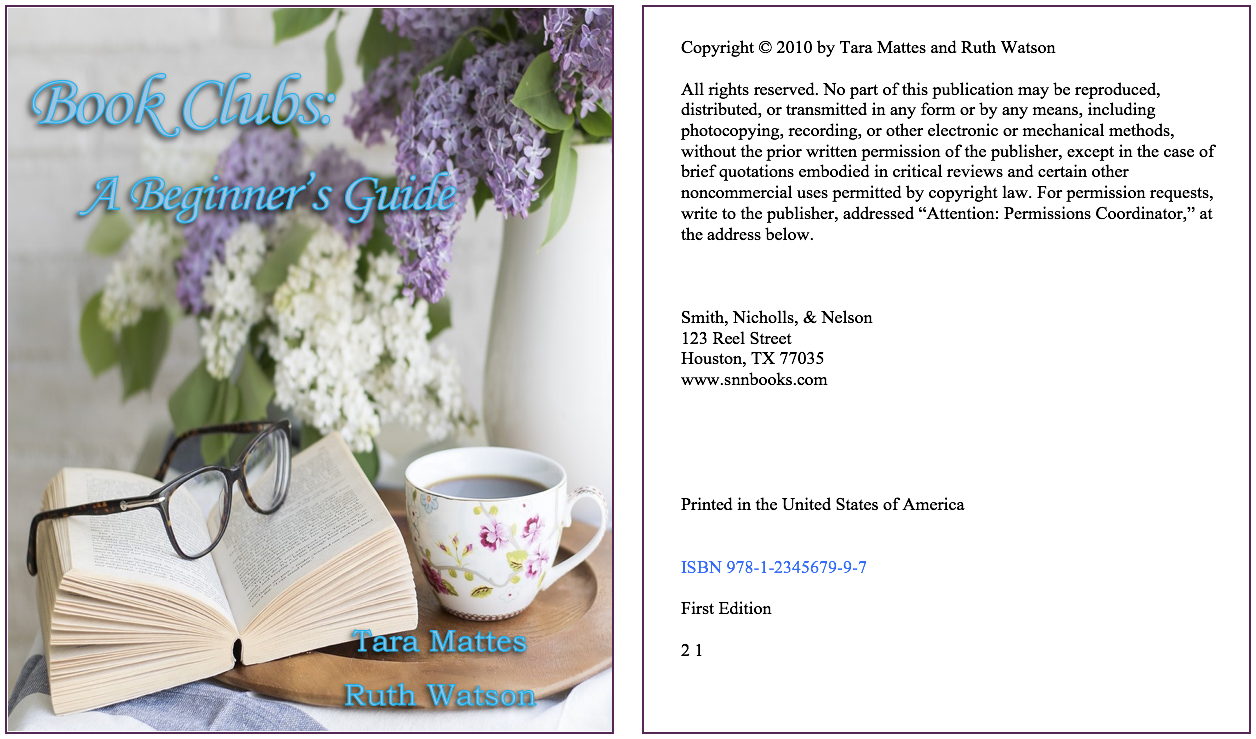 Book Clubs:
A Beginner's Guide
Tara Mattes
Ruth Watson
Copyright © 2010 by Tara Mattes and Ruth Watson
All rights reserved. No part of this publication may be reproduced,
distributed, or transmitted in any form or by any means, including
photocopying, recording, or other electronic or mechanical methods,
without the prior written permission of the publisher, except in the case of
brief quotations embodied in critical reviews and certain other
noncommercial uses permitted by copyright law. For permission requests,
write to the publisher, addressed “Attention: Permissions Coordinator,” at
the address below.
Smith, Nicholls, & Nelson
123 Reel Street
Houston, TX 77035
www.snnbooks.com
Printed in the United States of America
ISBN 978-1-2345679-9-7
First Edition
2 1